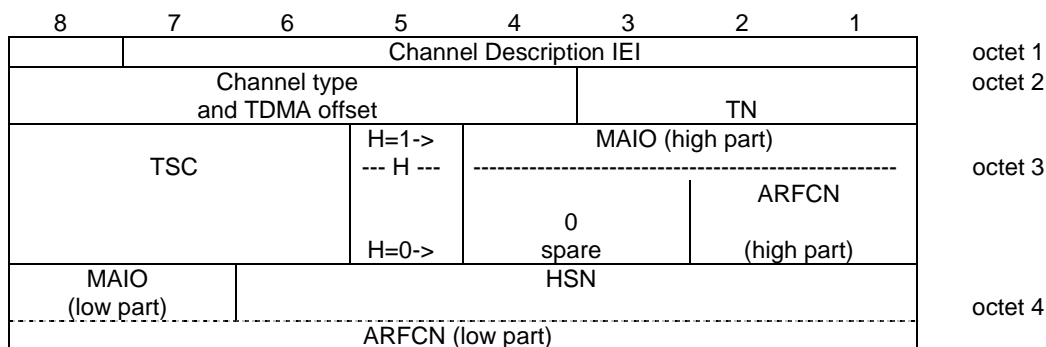 8 7 6 5 4 3 2 1
Channel Description IEI octet 1
Channel type octet 2
and TDMA offset TN
H=1-> MAIO (high part)
TSC --- H --- ---------------------------------------------------- octet 3
ARFCN
0
H=0-> spare (high part)
MAIO HSN
(low part) octet 4
ARFCN (low part)